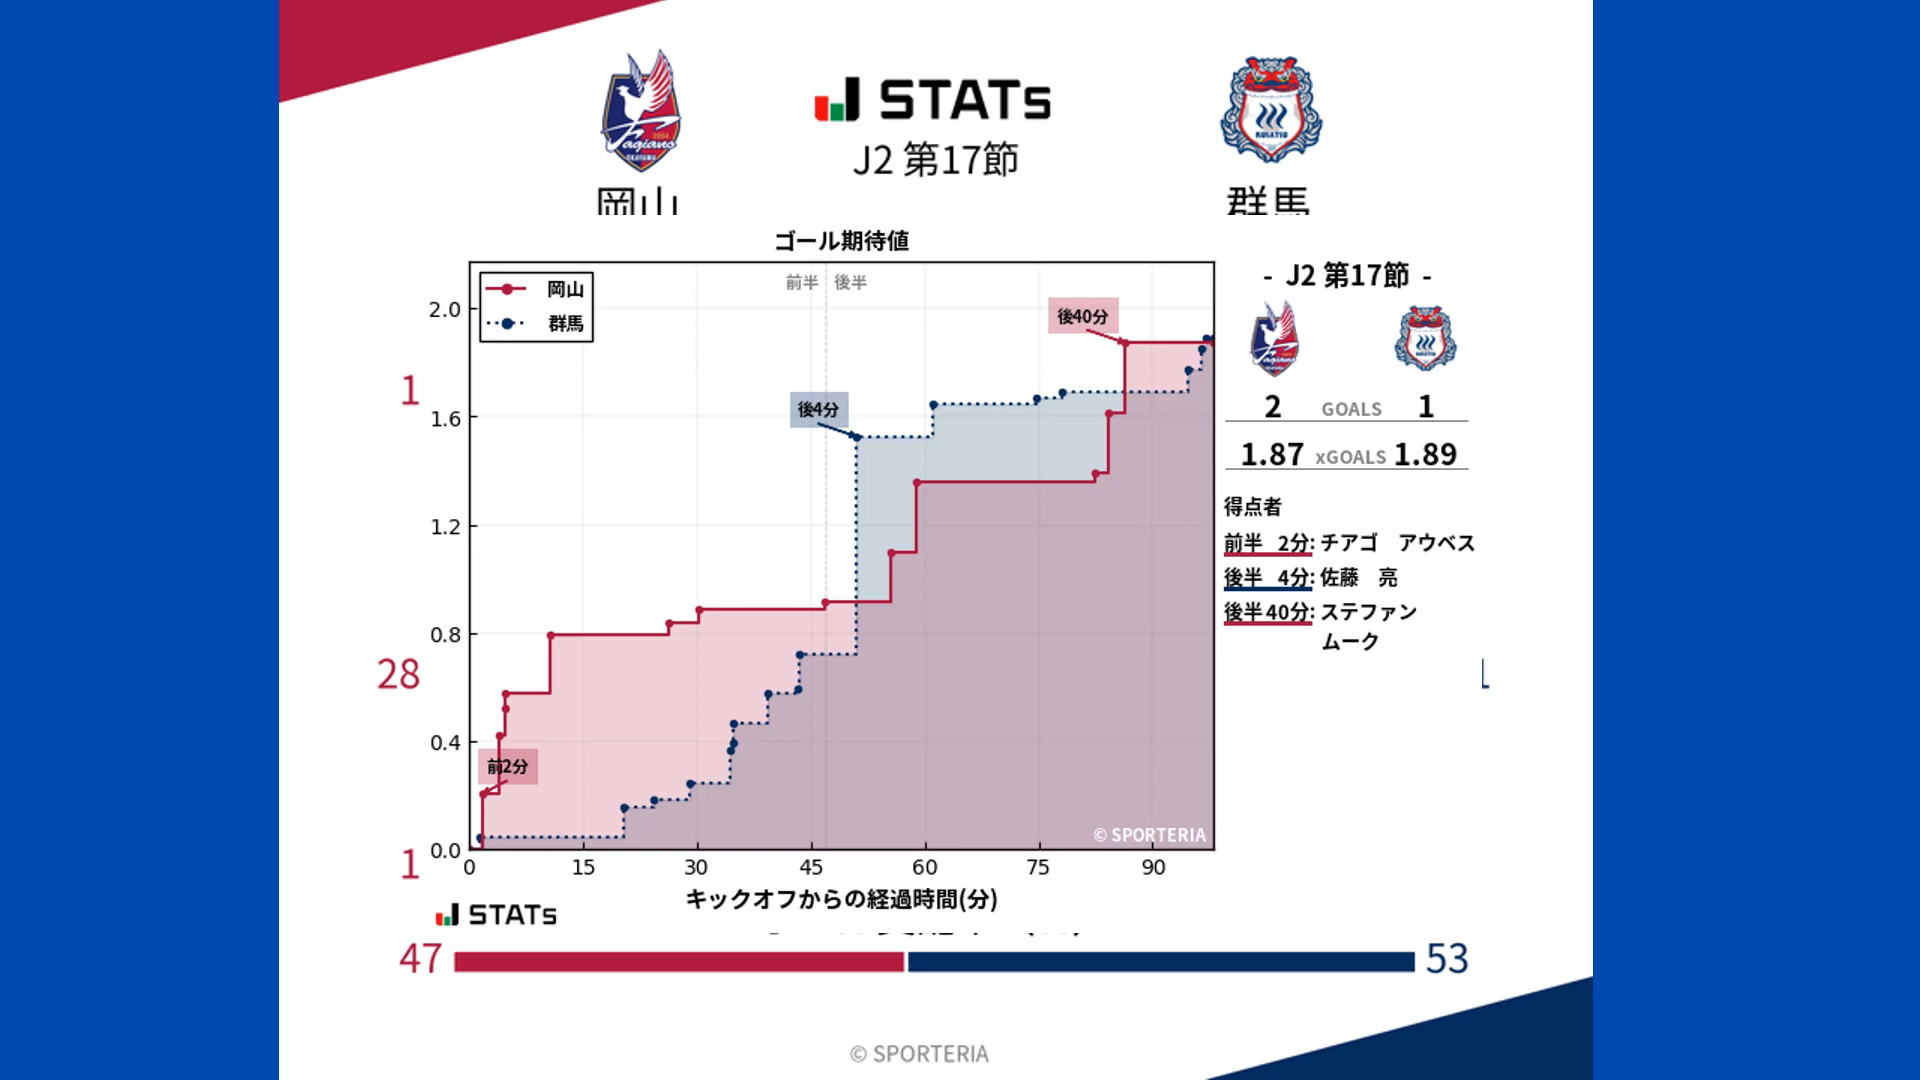 STATs
J2 第17節
岡山
群馬
ゴール期待値
岡山
群馬
前半
後半
2.0
1.6
1.2
0.8
0.4
0.0
後40分
後4分
前2分
© SPORTERIA
0 15 30 45 60 75 90
キックオフからの経過時間(分)
STATs
- J2 第17節 -
2 GOALS 1
1.87 xGOALS 1.89
得点者
前半 2分: チアゴ アウベス
後半 4分: 佐藤 亮
後半40分: ステファン
ムーク
1
28
1
47
53
© SPORTERIA